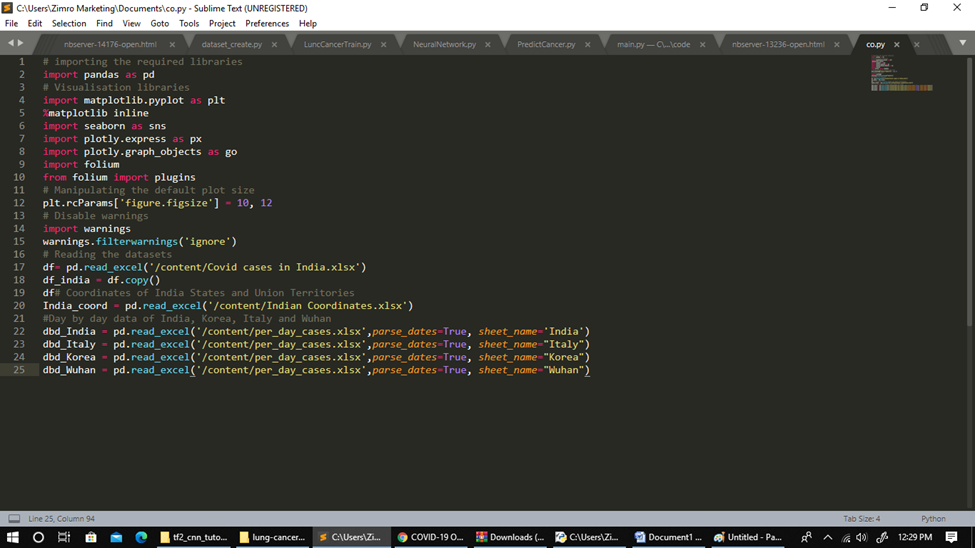 C:\Users\Zimro Marketing\Documents\co.py - Sublime Text (UNREGISTERED)
File Edit Selection Find View Goto Tools Project Preferences Help
nbserver-14176-open.html dataset_create.py LuncCancerTrain.py NeuralNetwork.py PredictCancer.py main.py — C\...\code nbserver-13236-open.html co.py
1 # importing the required libraries
2 import pandas as pd
3 # Visualisation libraries
4 import matplotlib.pyplot as plt
5 %matplotlib inline
6 import seaborn as sns
7 import plotly.express as px
8 import plotly.graph_objects as go
9 import folium
10 from folium import plugins
11 # Manipulating the default plot size
12 plt.rcParams['figure.figsize'] = 10, 12
13 # Disable warnings
14 import warnings
15 warnings.filterwarnings('ignore')
16 # Reading the datasets
17 df= pd.read_excel('/content/Covid cases in India.xlsx')
18 df_india = df.copy()
19 df# Coordinates of India States and Union Territories
20 India_coord = pd.read_excel('/content/Indian Coordinates.xlsx')
21 #Day by day data of India, Korea, Italy and Wuhan
22 dbd_India = pd.read_excel('/content/per_day_cases.xlsx',parse_dates=True, sheet_name='India')
23 dbd_Italy = pd.read_excel('/content/per_day_cases.xlsx',parse_dates=True, sheet_name="Italy")
24 dbd_Korea = pd.read_excel('/content/per_day_cases.xlsx',parse_dates=True, sheet_name="Korea")
25 dbd_Wuhan = pd.read_excel('/content/per_day_cases.xlsx',parse_dates=True, sheet_name="Wuhan")
Line 25, Column 94 Tab Size: 4 Python
tf2_cnn_tuto... lung-cancer... C:\Users\Zimr... COVID-19 O... Downloads (... C:\Users\Zi... Document1 ... Untitled - Pa... 12:29 PM